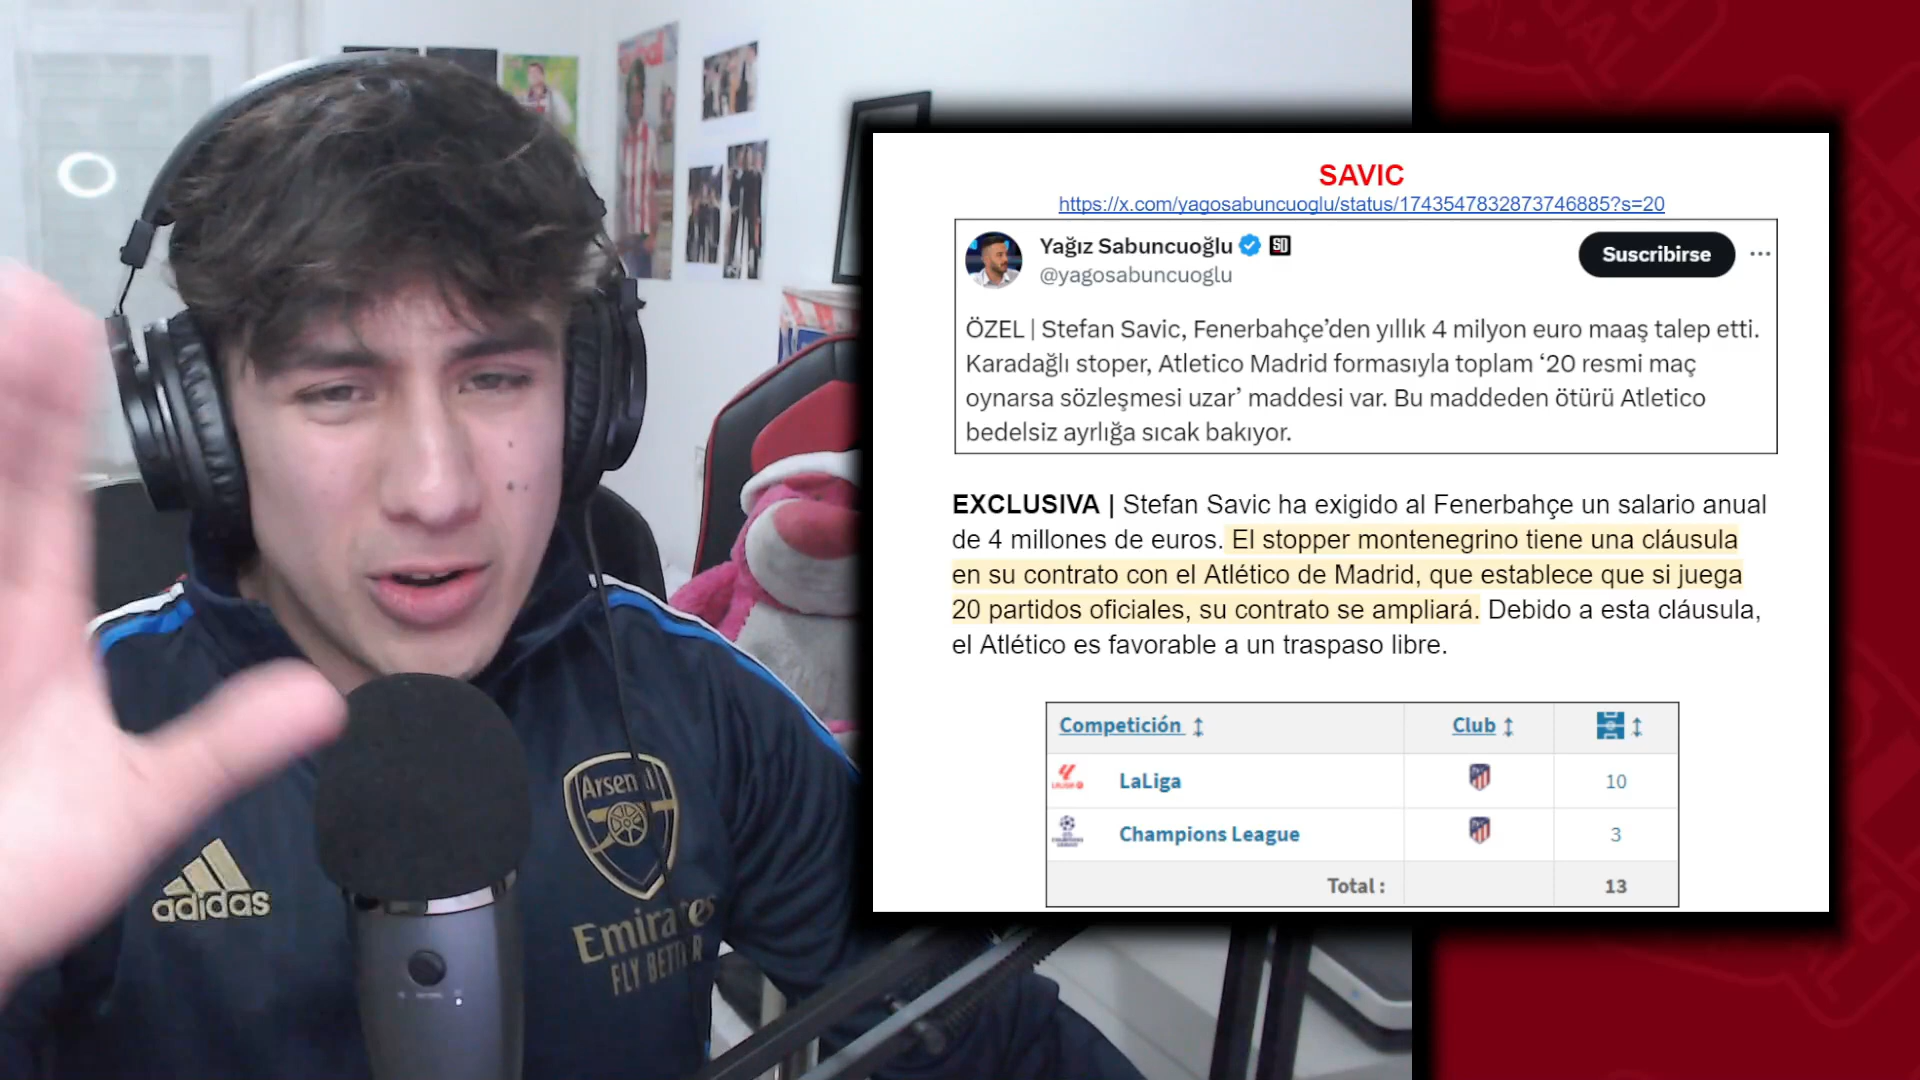 SAVIC
https://x.com/yagosabuncuoglu/status/1743547832873746885?s=20
Yağız Sabuncuoğlu
@yagosabuncuoglu
Suscribirse
ÖZEL | Stefan Savic, Fenerbahçe’den yıllık 4 milyon euro maaş talep etti.
Karadağlı stoper, Atletico Madrid formasıyla toplam ‘20 resmi maç
oynarsa sözleşmesi uzar’ maddesi var. Bu maddeden ötürü Atletico
bedelsiz ayrlığa sıcak bakıyor.
EXCLUSIVA | Stefan Savic ha exigido al Fenerbahçe un salario anual
de 4 millones de euros. El stopper montenegrino tiene una cláusula
en su contrato con el Atlético de Madrid, que establece que si juega
20 partidos oficiales, su contrato se ampliará. Debido a esta cláusula,
el Atlético es favorable a un traspaso libre.
Competición Club
LaLiga 10
Champions League 3
Total : 13
Arsenal
adidas
Emirates
FLY BETTER